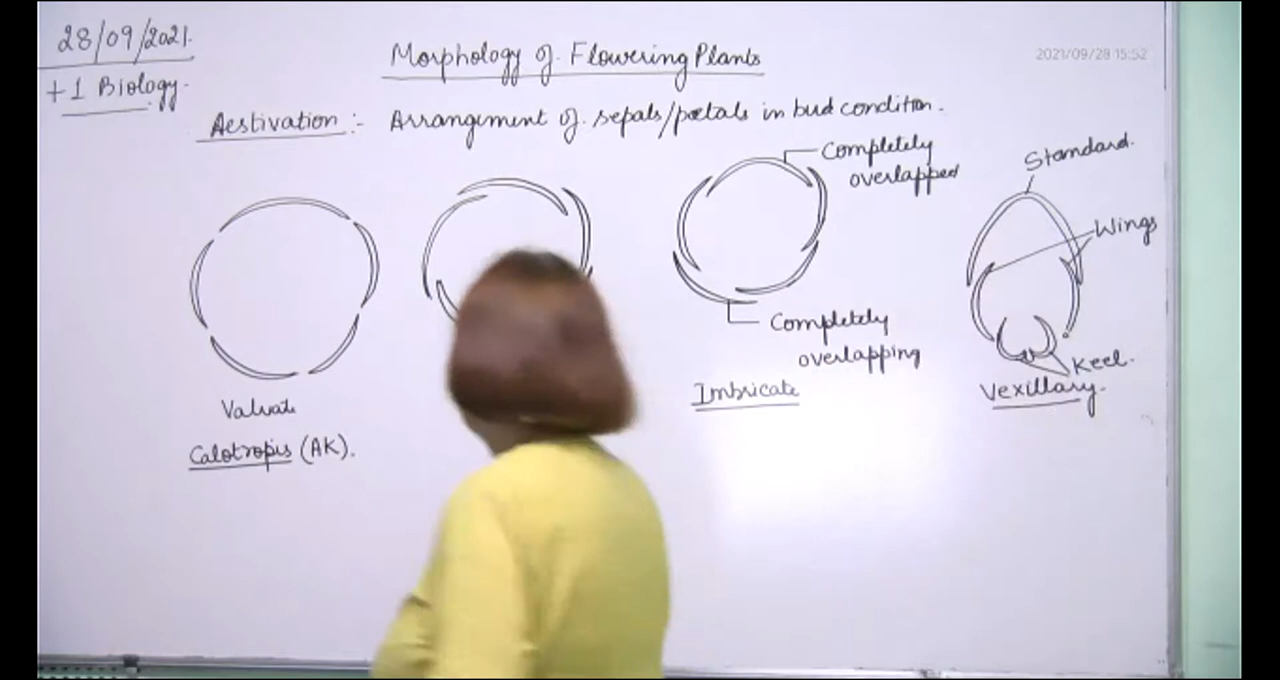 28/09/2021.
+1 Biology.
Morphology of Flowering Plants
2021/09/28 15:52
Aestivation :- Arrangement of sepals/petals in bud condition.
Completely
overlapped
Standard.
Wings
Completely
overlapping
Keel.
Imbricate
Vexillary.
Valvate
Calotropis (AK).